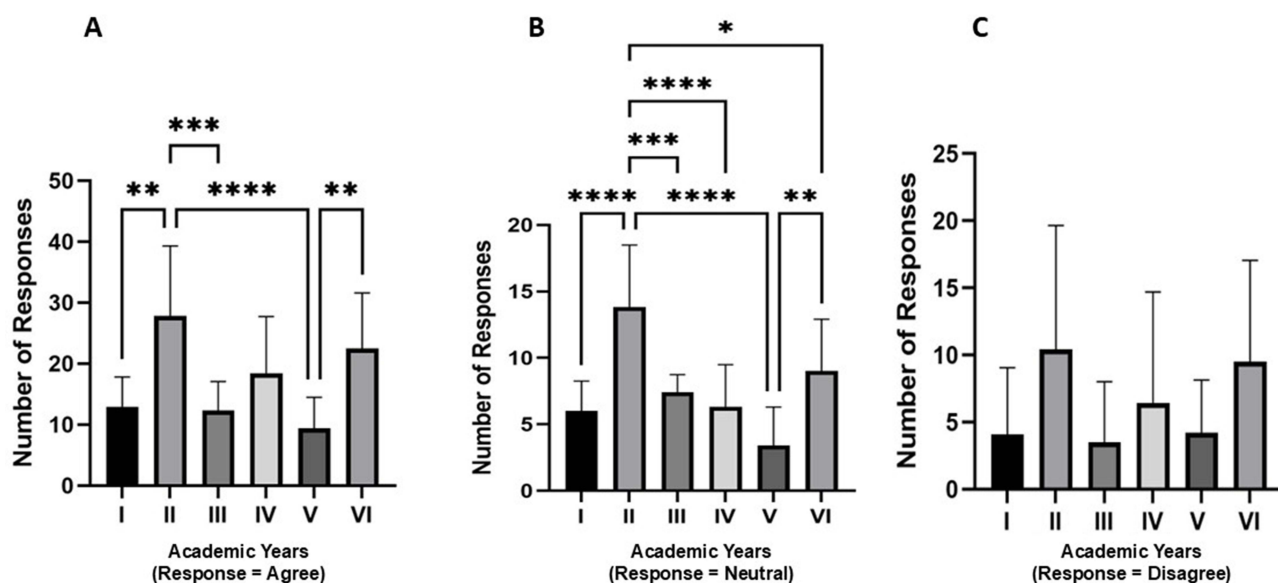 A
***
** **** **
Number of Responses
50
40
30
20
10
0
I II III IV V VI
Academic Years
(Response = Agree)
B
*
****
***
**** **** **
Number of Responses
20
15
10
5
0
I II III IV V VI
Academic Years
(Response = Neutral)
C
Number of Responses
25
20
15
10
5
0
I II III IV V VI
Academic Years
(Response = Disagree)